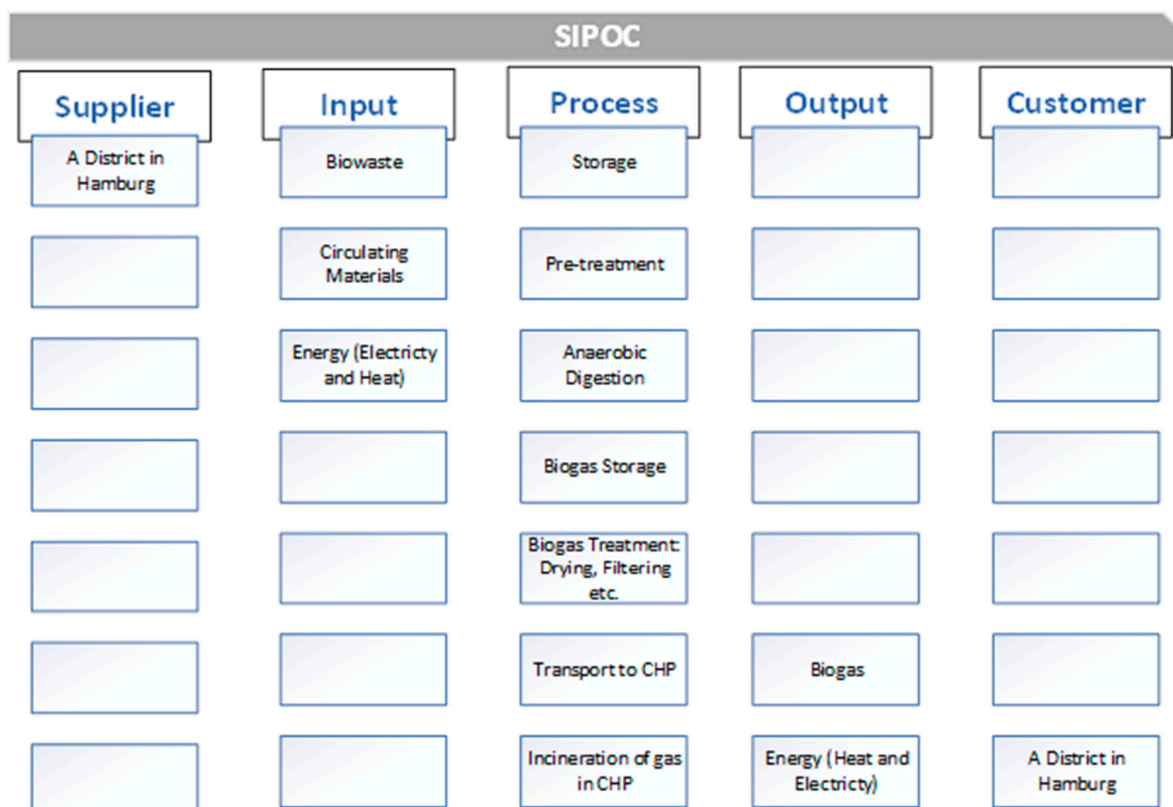 SIPOC
Supplier
Input
Process
Output
Customer
A District in
Hamburg
Biowaste
Storage
Circulating
Materials
Pre-treatment
Energy (Electricty
and Heat)
Anaerobic
Digestion
Biogas Storage
Biogas Treatment:
Drying, Filtering
etc.
Transport to CHP
Biogas
Incineration of gas
in CHP
Energy (Heat and
Electricty)
A District in
Hamburg